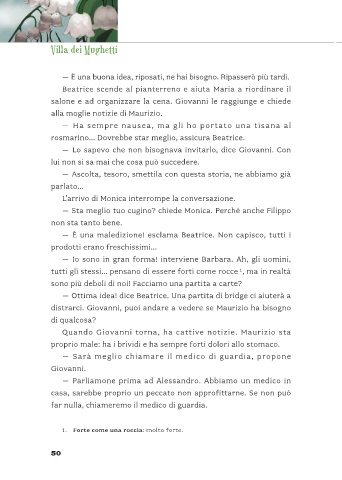 Villa dei Mughetti
— È una buona idea, riposati, ne hai bisogno. Ripasserò più tardi.
Beatrice scende al pianterreno e aiuta Maria a riordinare il
salone e ad organizzare la cena. Giovanni le raggiunge e chiede
alla moglie notizie di Maurizio.
— Ha sempre nausea, ma gli ho portato una tisana al
rosmarino... Dovrebbe star meglio, assicura Beatrice.
— Lo sapevo che non bisognava invitarlo, dice Giovanni. Con
lui non si sa mai che cosa può succedere.
— Ascolta, tesoro, smettila con questa storia, ne abbiamo già
parlato...
L'arrivo di Monica interrompe la conversazione.
— Sta meglio tuo cugino? chiede Monica. Perché anche Filippo
non sta tanto bene.
— È una maledizione! esclama Beatrice. Non capisco, tutti i
prodotti erano freschissimi...
— Io sono in gran forma! interviene Barbara. Ah, gli uomini,
tutti gli stessi... pensano di essere forti come rocce 1, ma in realtà
sono più deboli di noi! Facciamo una partita a carte?
— Ottima idea! dice Beatrice. Una partita di bridge ci aiuterà a
distrarci. Giovanni, puoi andare a vedere se Maurizio ha bisogno
di qualcosa?
Quando Giovanni torna, ha cattive notizie. Maurizio sta
proprio male: ha i brividi e ha sempre forti dolori allo stomaco.
— Sarà meglio chiamare il medico di guardia, propone
Giovanni.
— Parliamone prima ad Alessandro. Abbiamo un medico in
casa, sarebbe proprio un peccato non approfittarne. Se non può
far nulla, chiameremo il medico di guardia.
1. Forte come una roccia: molto forte.
50